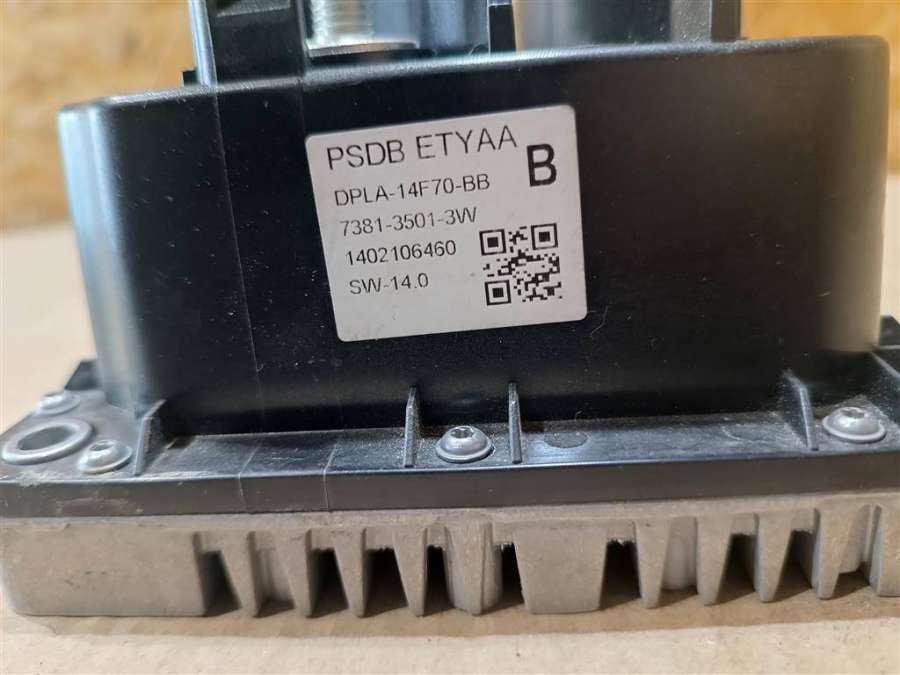 PSDB ETYAA
B
DPLA-14F70-BB
7381-3501-3W
1402106460
SW-14.0